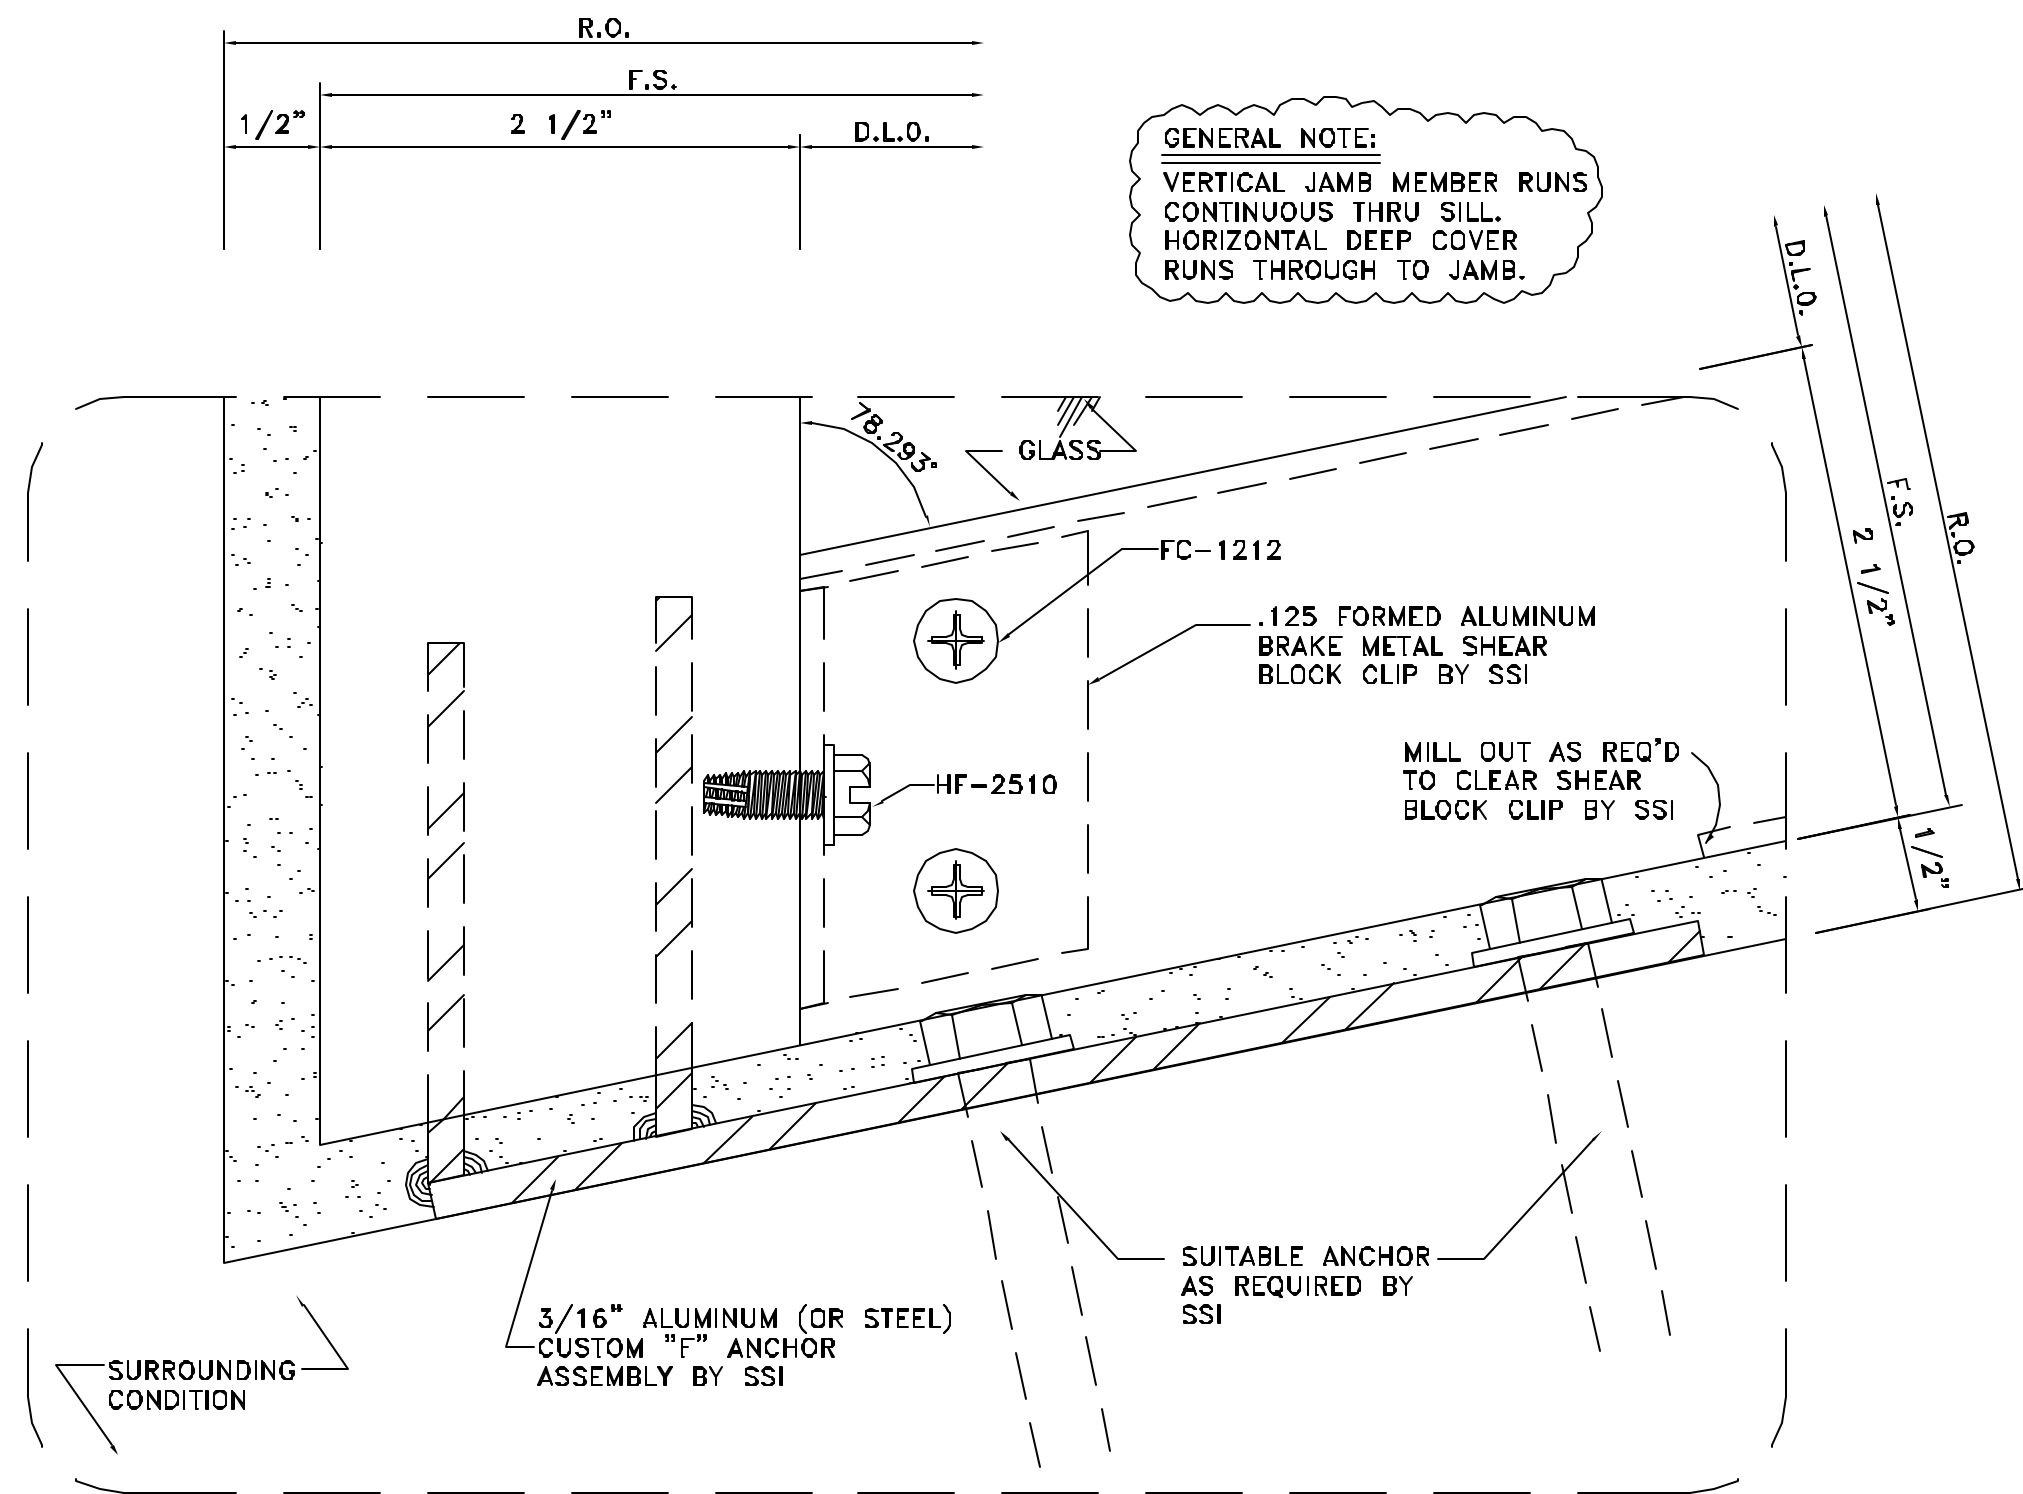 R.O.
F.S.
1/2"
2 1/2"
D.L.O.
GENERAL NOTE:
VERTICAL JAMB MEMBER RUNS
CONTINUOUS THRU SILL.
HORIZONTAL DEEP COVER
RUNS THROUGH TO JAMB.
D.L.O.
F.S.
R.O.
2 1/2"
1/2"
78.293°
GLASS
FC-1212
.125 FORMED ALUMINUM
BRAKE METAL SHEAR
BLOCK CLIP BY SSI
MILL OUT AS REQ'D
TO CLEAR SHEAR
BLOCK CLIP BY SSI
HF-2510
SUITABLE ANCHOR
AS REQUIRED BY
SSI
3/16" ALUMINUM (OR STEEL)
CUSTOM "F" ANCHOR
ASSEMBLY BY SSI
SURROUNDING
CONDITION